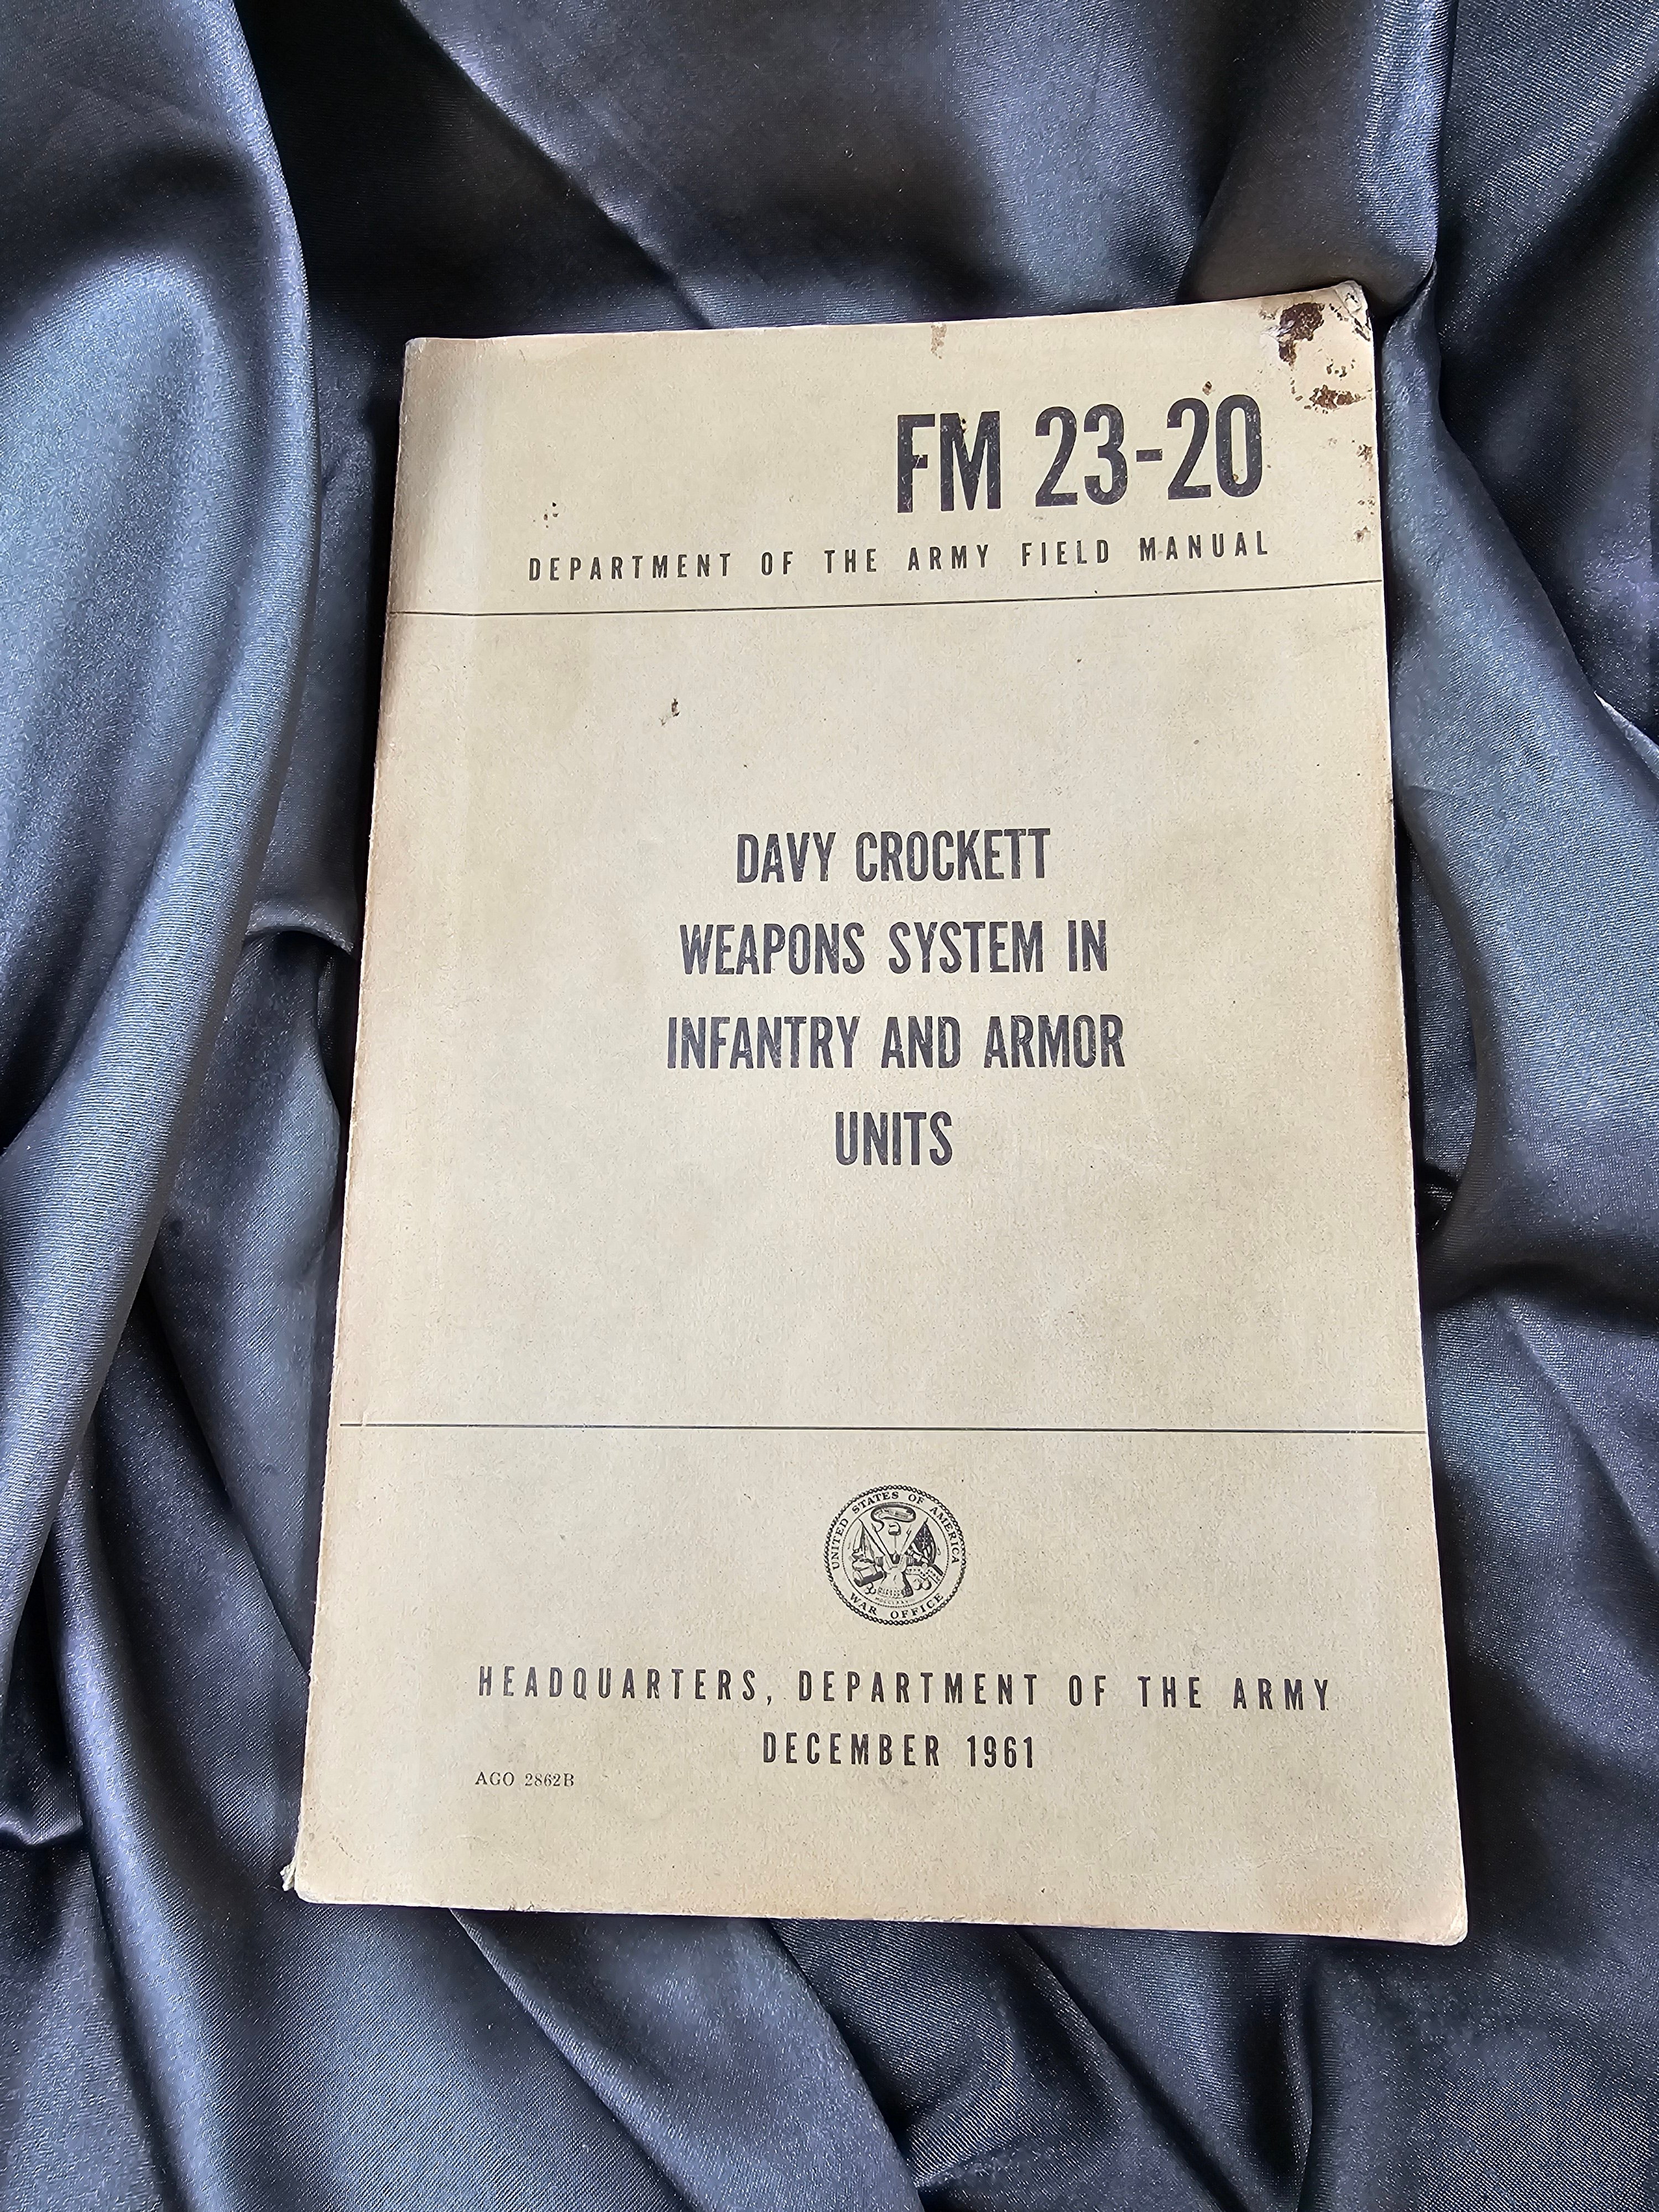 FM 23-20
DEPARTMENT OF THE ARMY FIELD MANUAL
DAVY CROCKETT
WEAPONS SYSTEM IN
INFANTRY AND ARMOR
UNITS
UNITED STATES OF AMERICA
WAR OFFICE
HEADQUARTERS, DEPARTMENT OF THE ARMY
DECEMBER 1961
AGO 2862B